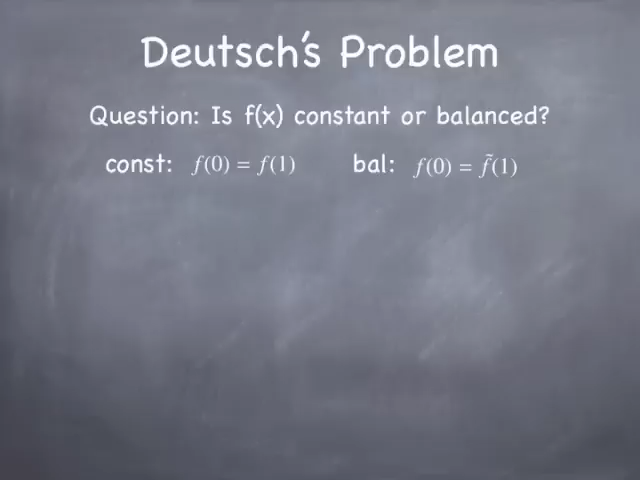 Deutsch's Problem
Question: Is f(x) constant or balanced?
const: f(0) = f(1) bal: f(0) = f̃(1)